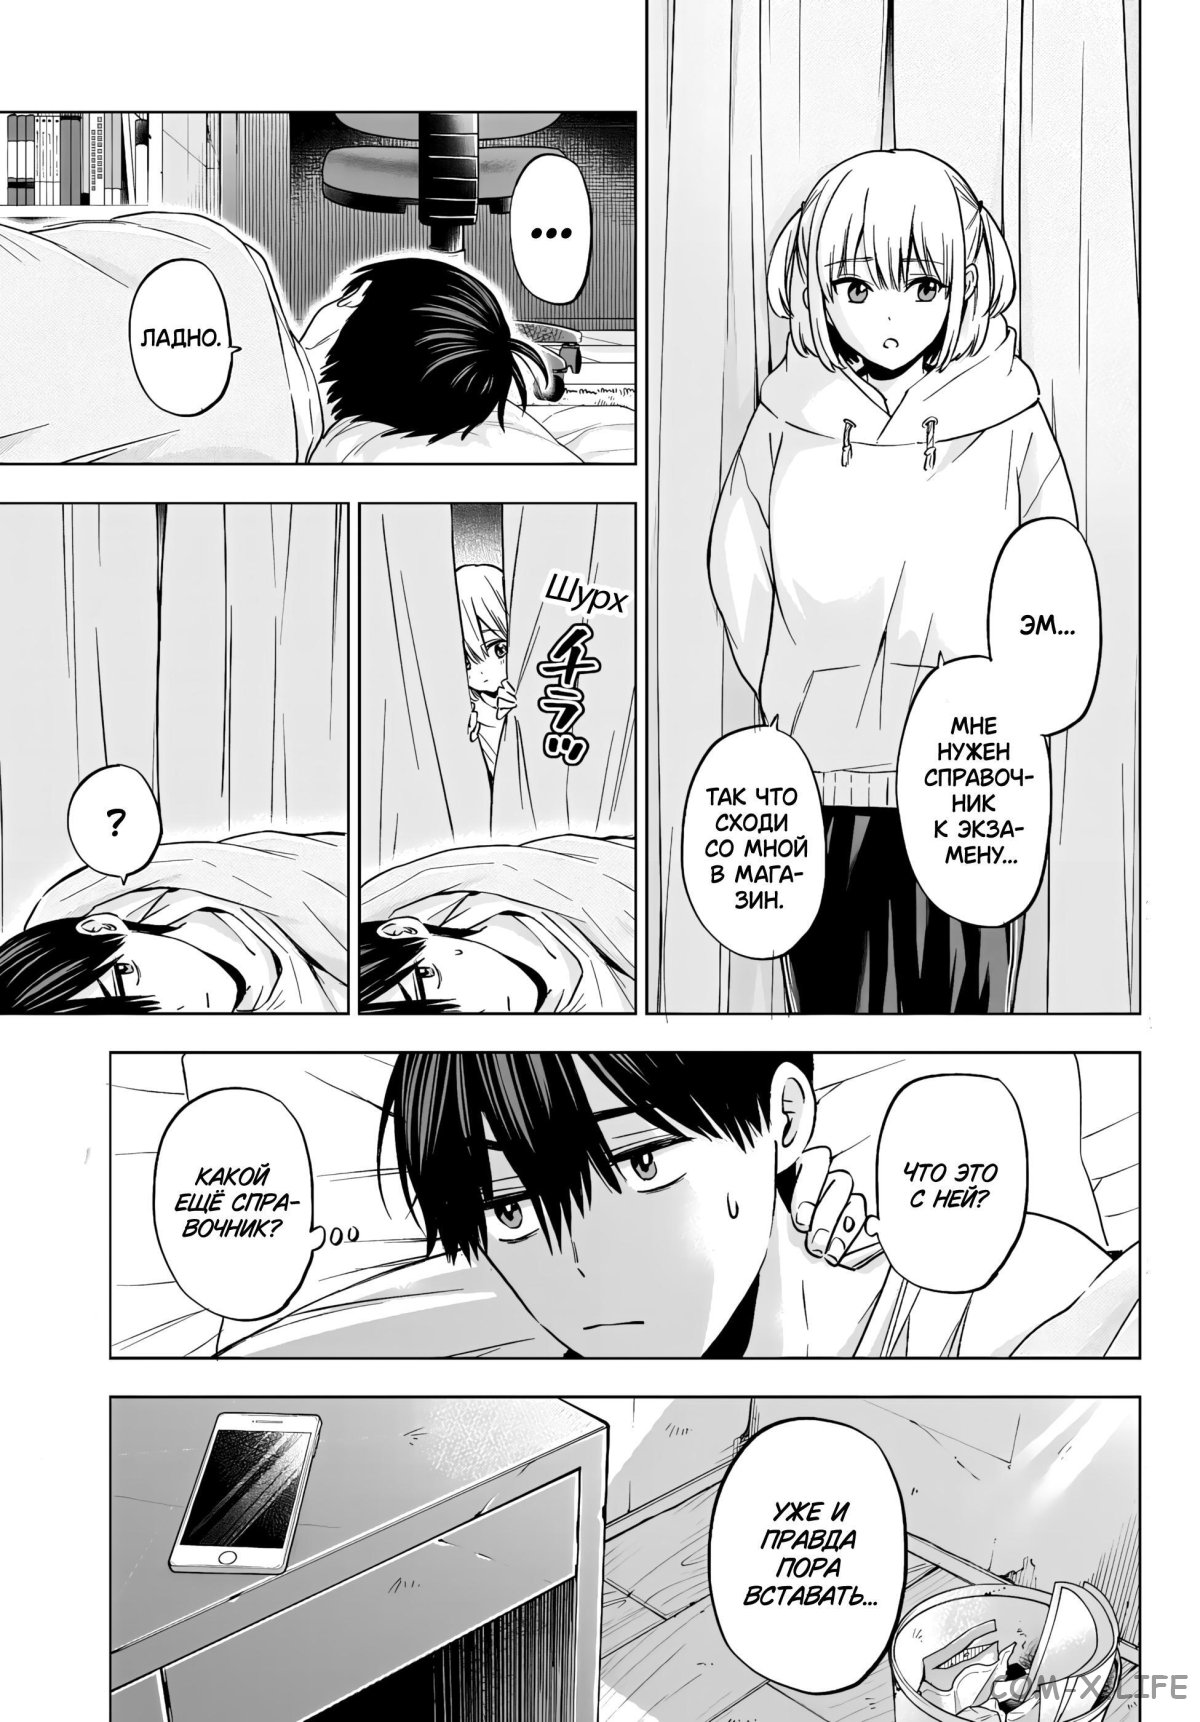 ЭМ...
МНЕ
НУЖЕН
СПРАВОЧ-
НИК
К ЭКЗА-
МЕНУ...
ТАК ЧТО
СХОДИ
СО МНОЙ
В МАГА-
ЗИН.
...
ЛАДНО.
Шурх
チラッ
?
ЧТО ЭТО
С НЕЙ?
КАКОЙ
ЕЩЁ СПРА-
ВОЧНИК?
УЖЕ И
ПРАВДА
ПОРА
ВСТАВАТЬ...
COM-X.LIFE